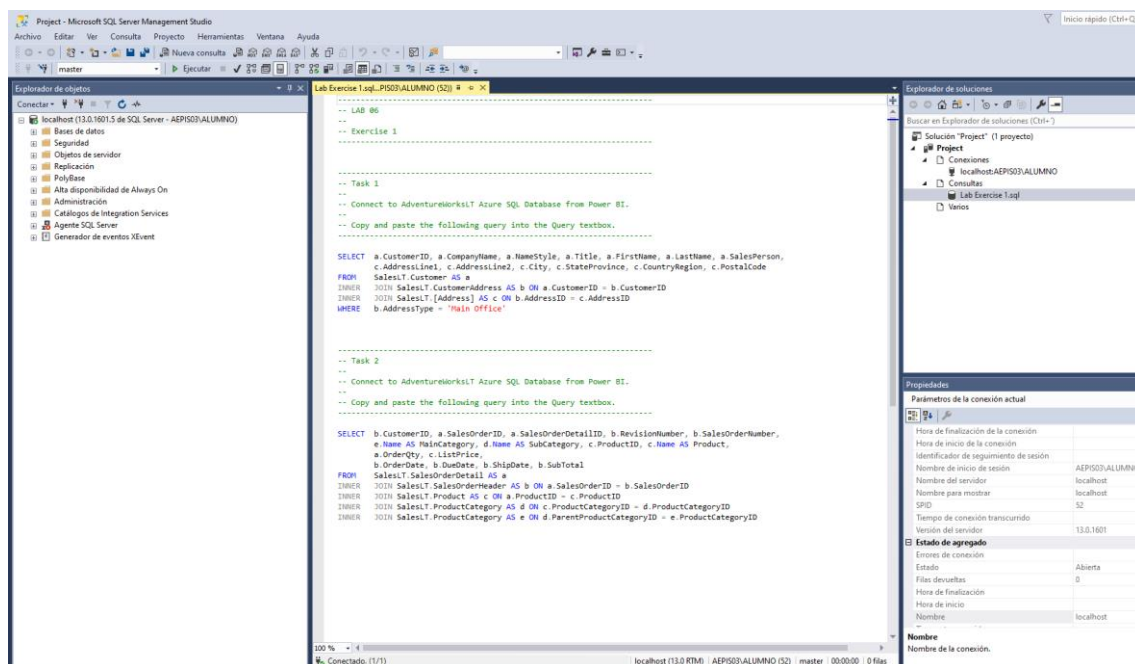 Project - Microsoft SQL Server Management Studio
Inicio rápido (Ctrl+Q
Archivo Editar Ver Consulta Proyecto Herramientas Ventana Ayuda
Nueva consulta
master Ejecutar
Explorador de objetos
Conectar
localhost (13.0.1601.5 de SQL Server - AEPIS03\ALUMNO)
Bases de datos
Seguridad
Objetos de servidor
Replicación
PolyBase
Alta disponibilidad de Always On
Administración
Catálogos de Integration Services
Agente SQL Server
Generador de eventos XEvent
Lab Exercise 1.sql...PIS03\ALUMNO (52))
--------------------------------------------------------------------
-- LAB 06
--
-- Exercise 1
--------------------------------------------------------------------
--------------------------------------------------------------------
-- Task 1
--
-- Connect to AdventureWorksLT Azure SQL Database from Power BI.
--
-- Copy and paste the following query into the Query textbox.
--------------------------------------------------------------------
SELECT a.CustomerID, a.CompanyName, a.NameStyle, a.Title, a.FirstName, a.LastName, a.SalesPerson,
c.AddressLine1, c.AddressLine2, c.City, c.StateProvince, c.CountryRegion, c.PostalCode
FROM SalesLT.Customer AS a
INNER JOIN SalesLT.CustomerAddress AS b ON a.CustomerID = b.CustomerID
INNER JOIN SalesLT.[Address] AS c ON b.AddressID = c.AddressID
WHERE b.AddressType = 'Main Office'
--------------------------------------------------------------------
-- Task 2
--
-- Connect to AdventureWorksLT Azure SQL Database from Power BI.
--
-- Copy and paste the following query into the Query textbox.
--------------------------------------------------------------------
SELECT b.CustomerID, a.SalesOrderID, a.SalesOrderDetailID, b.RevisionNumber, b.SalesOrderNumber,
e.Name AS MainCategory, d.Name AS SubCategory, c.ProductID, c.Name AS Product,
a.OrderQty, c.ListPrice,
b.OrderDate, b.DueDate, b.ShipDate, b.SubTotal
FROM SalesLT.SalesOrderDetail AS a
INNER JOIN SalesLT.SalesOrderHeader AS b ON a.SalesOrderID = b.SalesOrderID
INNER JOIN SalesLT.Product AS c ON a.ProductID = c.ProductID
INNER JOIN SalesLT.ProductCategory AS d ON c.ProductCategoryID = d.ProductCategoryID
INNER JOIN SalesLT.ProductCategory AS e ON d.ParentProductCategoryID = e.ProductCategoryID
100 %
Conectado. (1/1) localhost (13.0 RTM) AEPIS03\ALUMNO (52) master 00:00:00 0 filas
Explorador de soluciones
Buscar en Explorador de soluciones (Ctrl+´)
Solución "Project" (1 proyecto)
Project
Conexiones
localhost:AEPIS03\ALUMNO
Consultas
Lab Exercise 1.sql
Varios
Propiedades
Parámetros de la conexión actual
Hora de finalización de la conexión
Hora de inicio de la conexión
Identificador de seguimiento de sesión
Nombre de inicio de sesión AEPIS03\ALUMN
Nombre del servidor localhost
Nombre para mostrar localhost
SPID 52
Tiempo de conexión transcurrido
Versión del servidor 13.0.1601
Estado de agregado
Errores de conexión
Estado Abierta
Filas devueltas 0
Hora de finalización
Hora de inicio
Nombre localhost
Nombre
Nombre de la conexión.